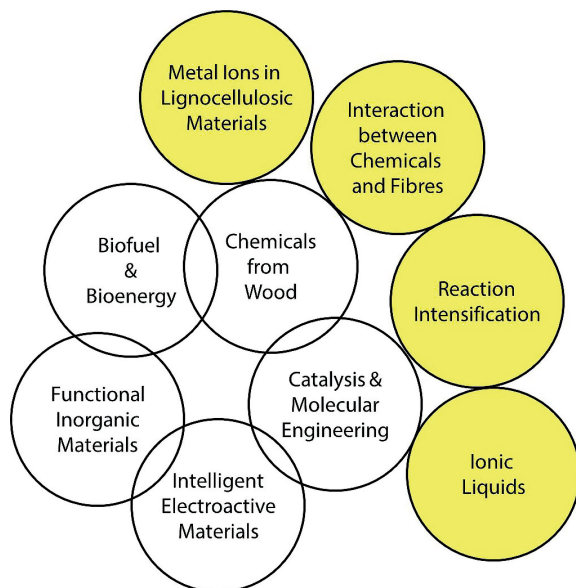 Metal Ions in
Lignocellulosic
Materials
Interaction
between
Chemicals
and Fibres
Biofuel
&
Bioenergy
Chemicals
from
Wood
Reaction
Intensification
Functional
Inorganic
Materials
Catalysis &
Molecular
Engineering
Intelligent
Electroactive
Materials
Ionic
Liquids